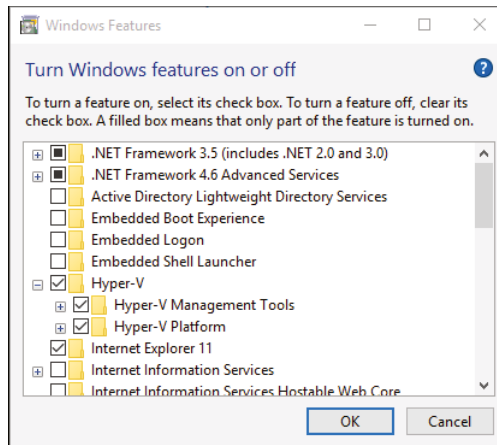 Windows Features
Turn Windows features on or off
To turn a feature on, select its check box. To turn a feature off, clear its
check box. A filled box means that only part of the feature is turned on.
.NET Framework 3.5 (includes .NET 2.0 and 3.0)
.NET Framework 4.6 Advanced Services
Active Directory Lightweight Directory Services
Embedded Boot Experience
Embedded Logon
Embedded Shell Launcher
Hyper-V
Hyper-V Management Tools
Hyper-V Platform
Internet Explorer 11
Internet Information Services
Internet Information Services Hostable Web Core
OK Cancel